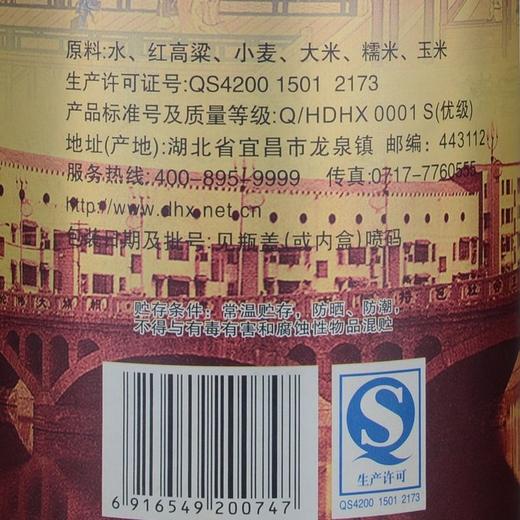 原料:水、红高粱、小麦、大米、糯米、玉米
生产许可证号:QS4200 1501 2173
产品标准号及质量等级:Q/HDHX 0001 S(优级)
地址(产地):湖北省宜昌市龙泉镇 邮编: 443112
服务热线:400-895-9999 传真:0717-7760555
http://www.dhx.net.cn
包装日期及批号:见瓶盖(或内盒)喷码
贮存条件: 常温贮存, 防晒、防潮,
不得与有毒有害和腐蚀性物品混贮
6 916549 200747
生产许可
QS4200 1501 2173